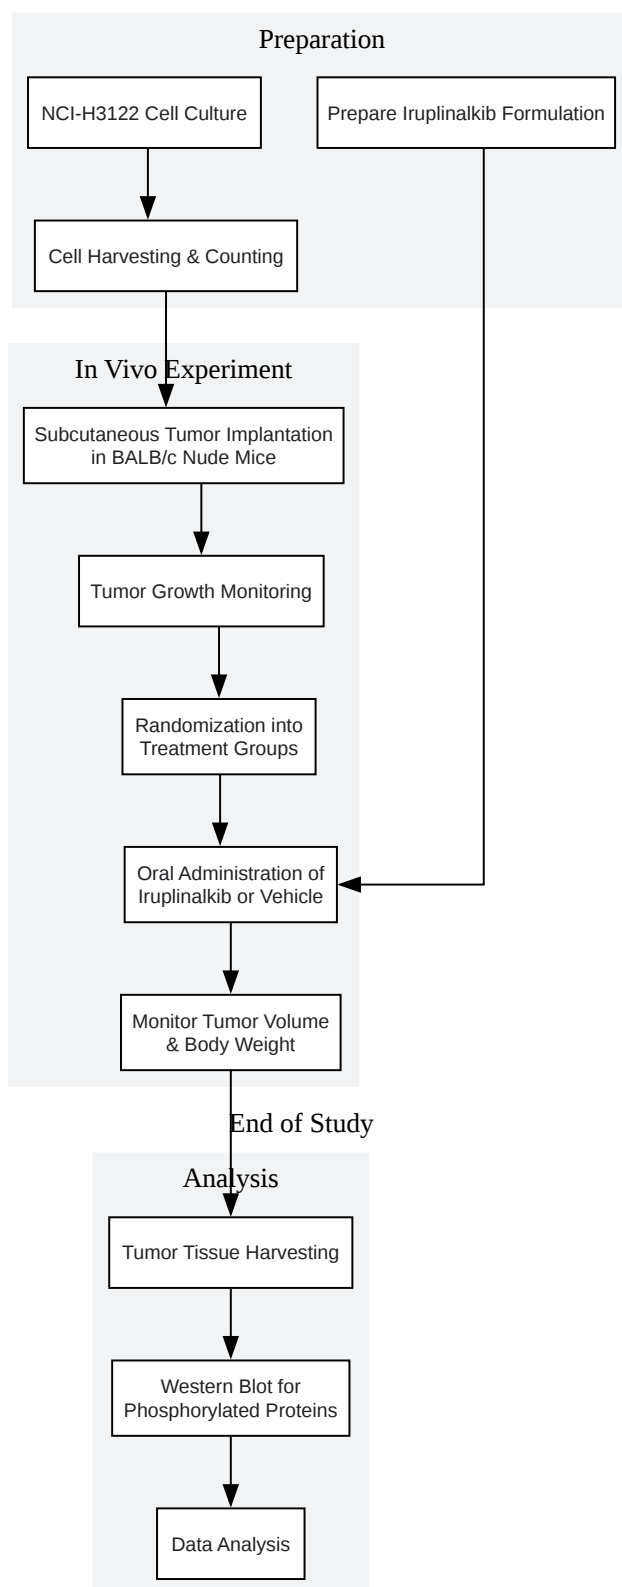 Preparation
NCI-H3122 Cell Culture
Prepare Iruplinalkib Formulation
Cell Harvesting & Counting
In Vivo Experiment
Subcutaneous Tumor Implantation
in BALB/c Nude Mice
Tumor Growth Monitoring
Randomization into
Treatment Groups
Oral Administration of
Iruplinalkib or Vehicle
Monitor Tumor Volume
& Body Weight
End of Study
Analysis
Tumor Tissue Harvesting
Western Blot for
Phosphorylated Proteins
Data Analysis